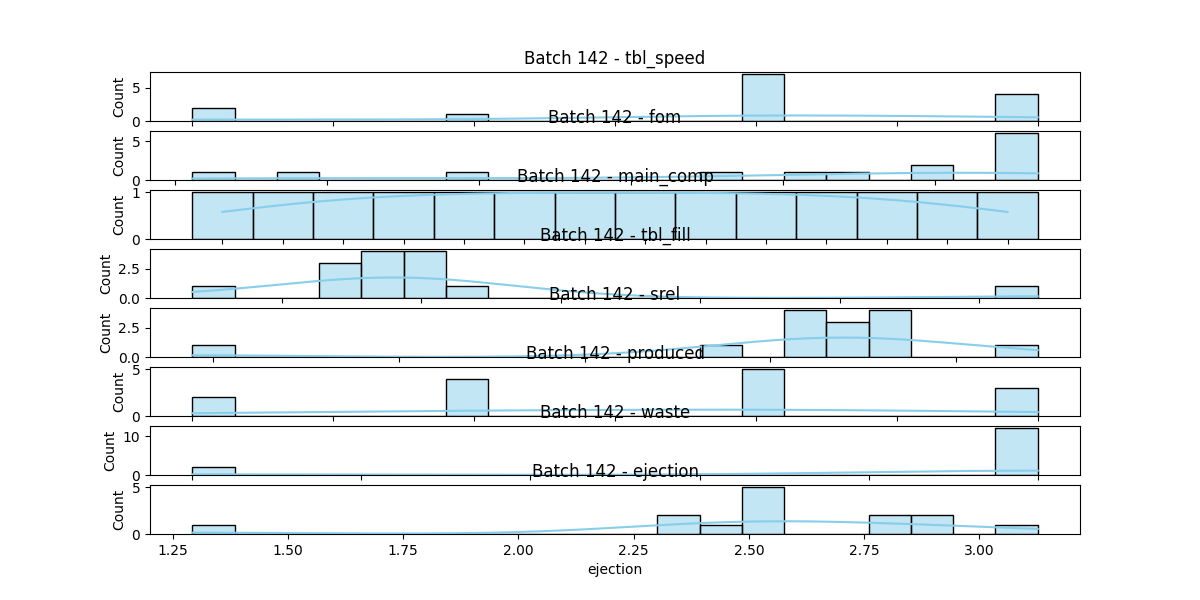 Batch 142 - tbl_speed
Count
5
0
Batch 142 - fom
Count
5
0
Batch 142 - main_comp
Count
1
0
Batch 142 - tbl_fill
Count
2.5
0.0
Batch 142 - srel
Count
2.5
0.0
Batch 142 - produced
Count
5
0
Batch 142 - waste
Count
10
0
Batch 142 - ejection
Count
5
0
1.25 1.50 1.75 2.00 2.25 2.50 2.75 3.00
ejection